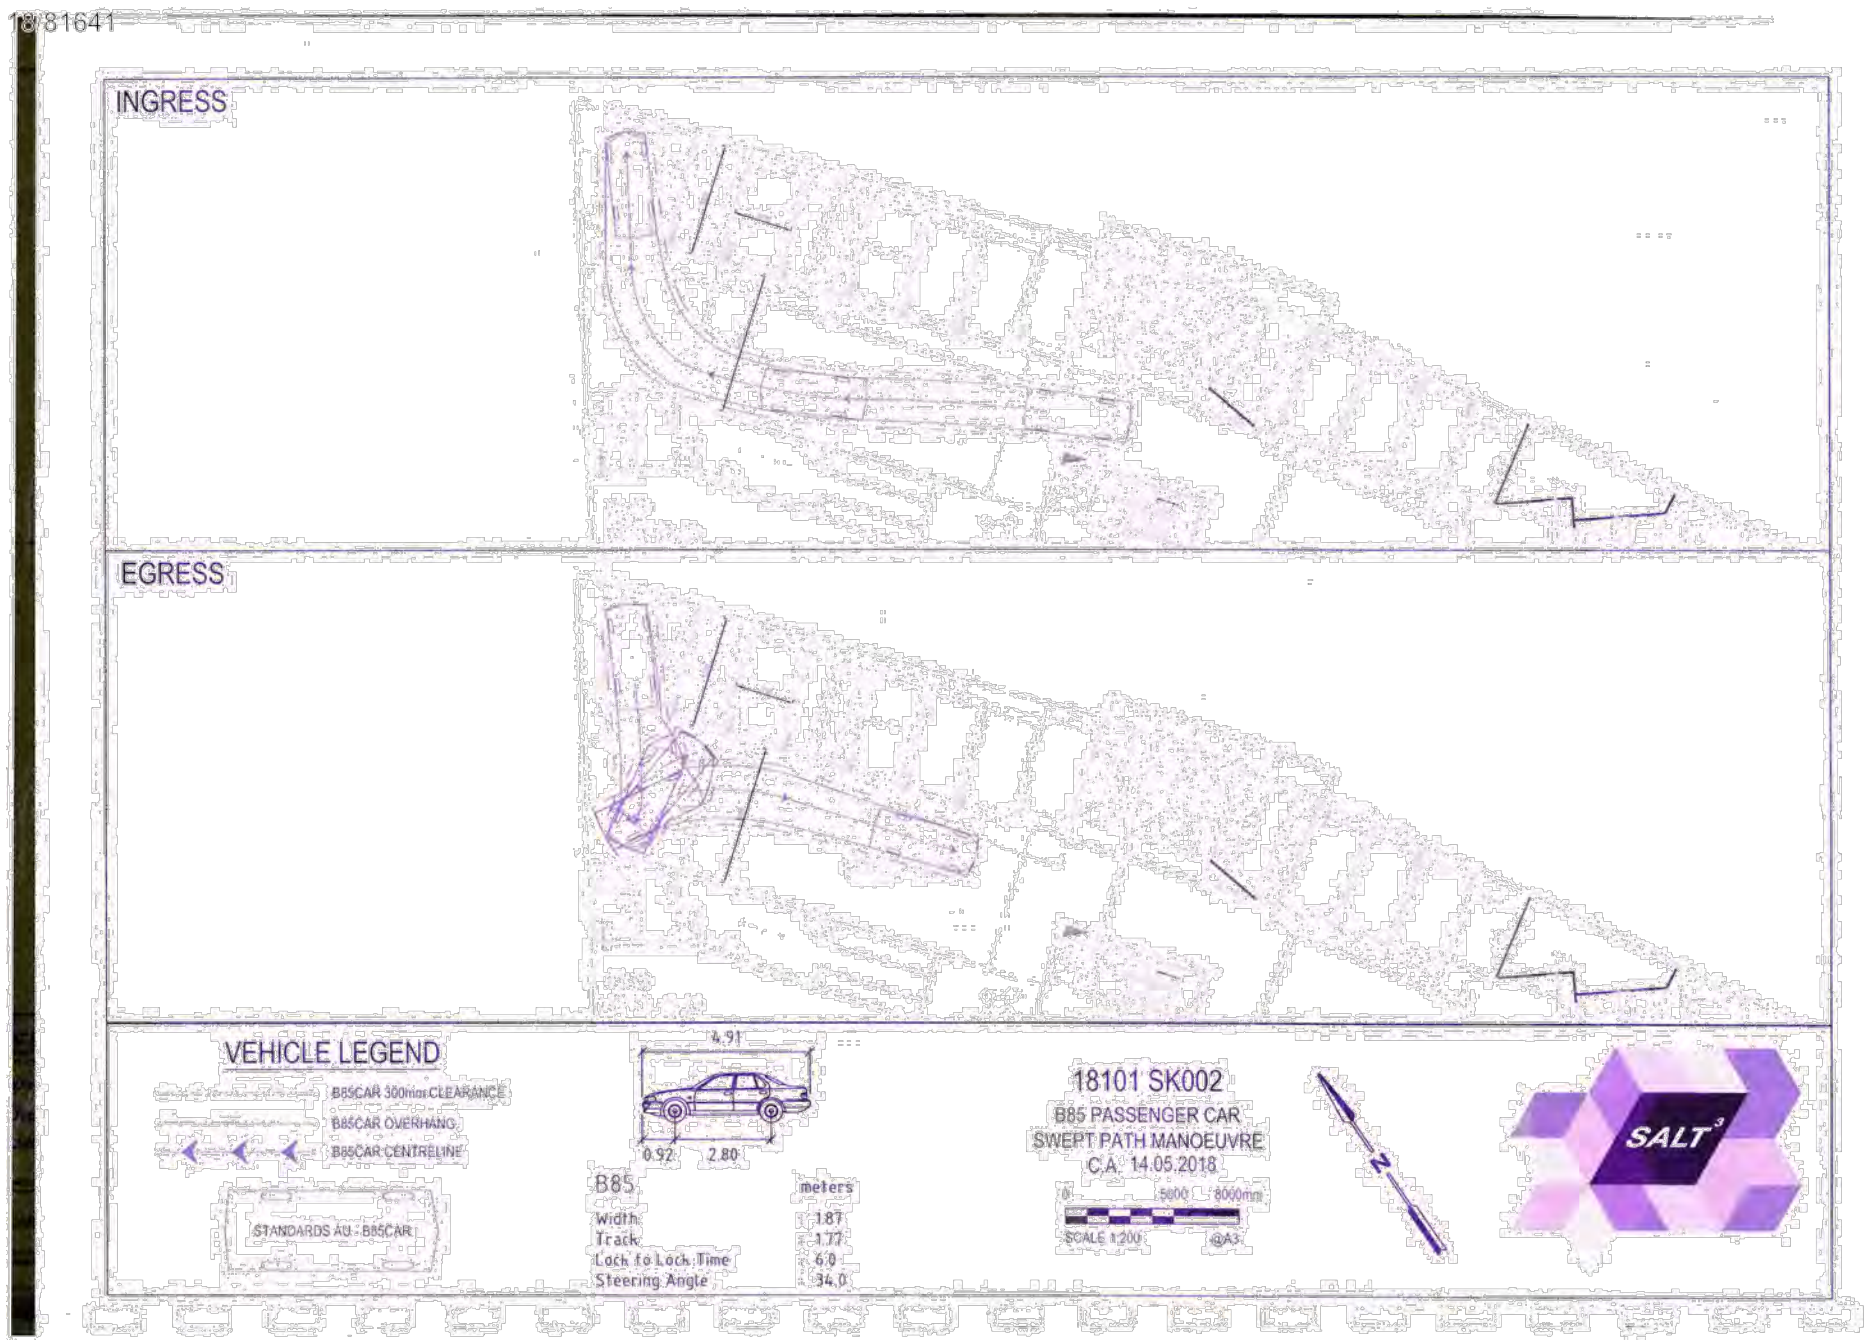 18/81641
INGRESS
EGRESS
VEHICLE LEGEND
B85CAR 300mm CLEARANCE
B85CAR OVERHANG
B85CAR CENTRELINE
STANDARDS AU - B85CAR
4.91
0.92 2.80
B85 meters
Width 1.87
Track 1.77
Lock to Lock Time 6.0
Steering Angle 34.0
18101 SK002
B85 PASSENGER CAR
SWEPT PATH MANOEUVRE
C.A. 14.05.2018
0 5000 8000mm
SCALE 1:200 @A3
N
SALT3